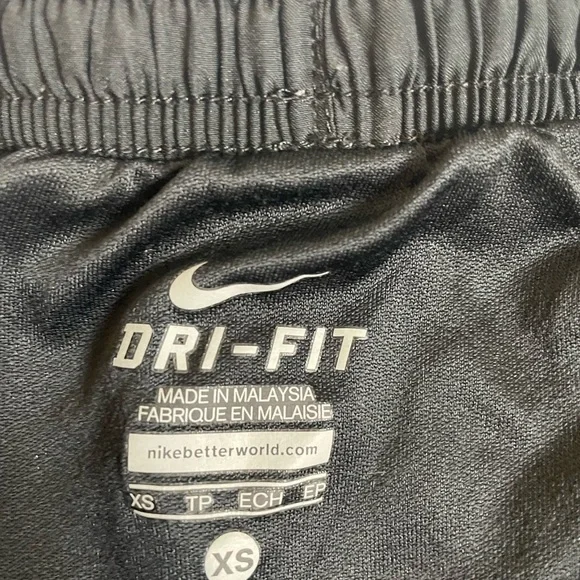 DRI-FIT
MADE IN MALAYSIA
FABRIQUE EN MALAISIE
nikebetterworld.com
XS TP ECH EP
XS